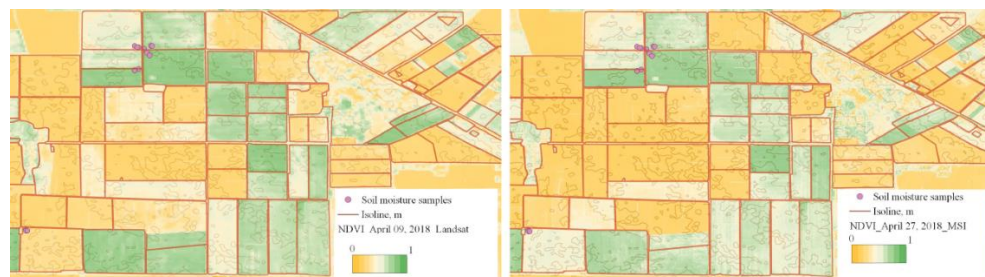 Soil moisture samples
Isoline, m
NDVI April 09, 2018 Landsat
0 1
Soil moisture samples
Isoline, m
NDVI_April 27, 2018_MSI
0 1